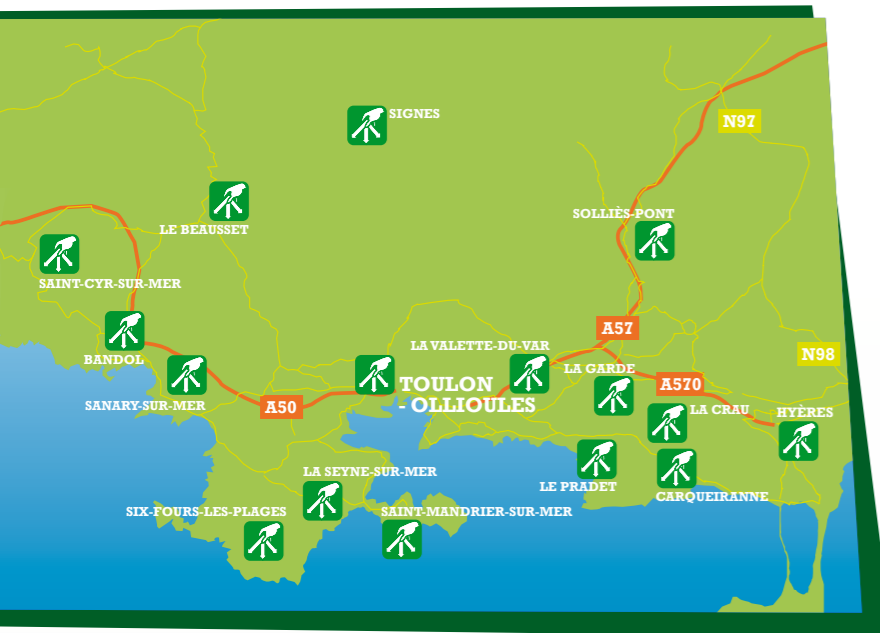 SIGNES
N97
SOLLIÈS-PONT
LE BEAUSSET
SAINT-CYR-SUR-MER
A57
LA VALETTE-DU-VAR
N98
BANDOL
LA GARDE
A570
TOULON
- OLLIOULES
SANARY-SUR-MER
A50
LA CRAU
HYÈRES
LA SEYNE-SUR-MER
LE PRADET
CARQUEIRANNE
SIX-FOURS-LES-PLAGES
SAINT-MANDRIER-SUR-MER